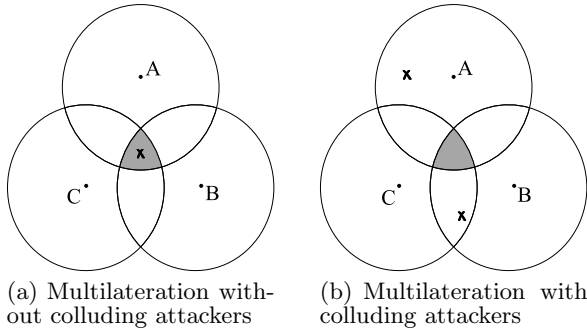 A
C
B
x
(a) Multilateration with-
out colluding attackers
x
A
C
B
x
(b) Multilateration with
colluding attackers